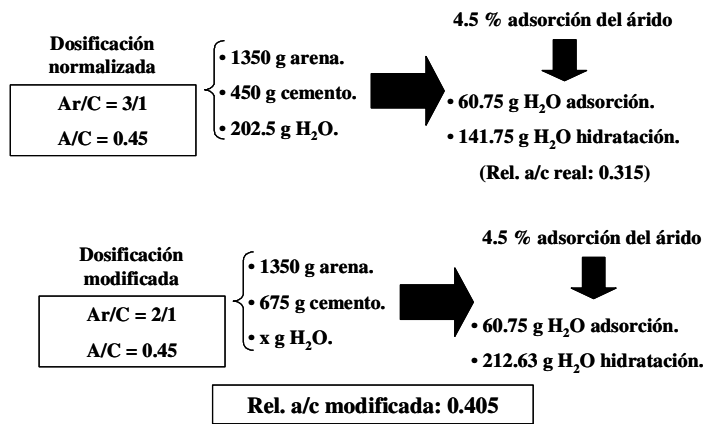 Dosificación
normalizada
Ar/C = 3/1
A/C = 0.45
• 1350 g arena.
• 450 g cemento.
• 202.5 g H₂O.
4.5 % adsorción del árido
• 60.75 g H₂O adsorción.
• 141.75 g H₂O hidratación.
(Rel. a/c real: 0.315)
Dosificación
modificada
Ar/C = 2/1
A/C = 0.45
• 1350 g arena.
• 675 g cemento.
• x g H₂O.
4.5 % adsorción del árido
• 60.75 g H₂O adsorción.
• 212.63 g H₂O hidratación.
Rel. a/c modificada: 0.405